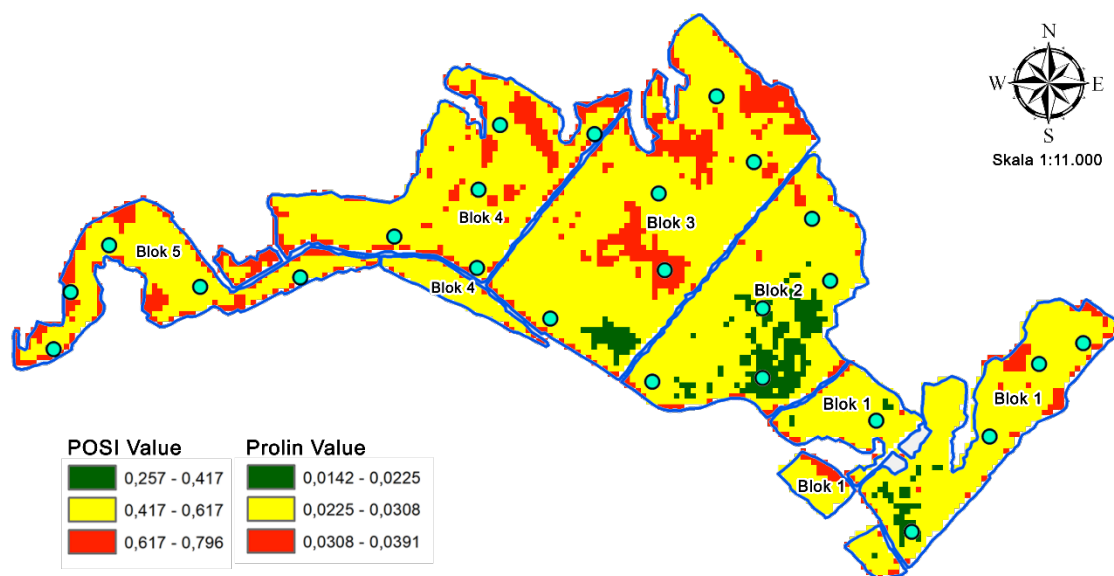 N
W E
S
Skala 1:11.000
Blok 4
Blok 3
Blok 5
Blok 4
Blok 2
Blok 1
Blok 1
Blok 1
POSI Value
0,257 - 0,417
0,417 - 0,617
0,617 - 0,796
Prolin Value
0,0142 - 0,0225
0,0225 - 0,0308
0,0308 - 0,0391